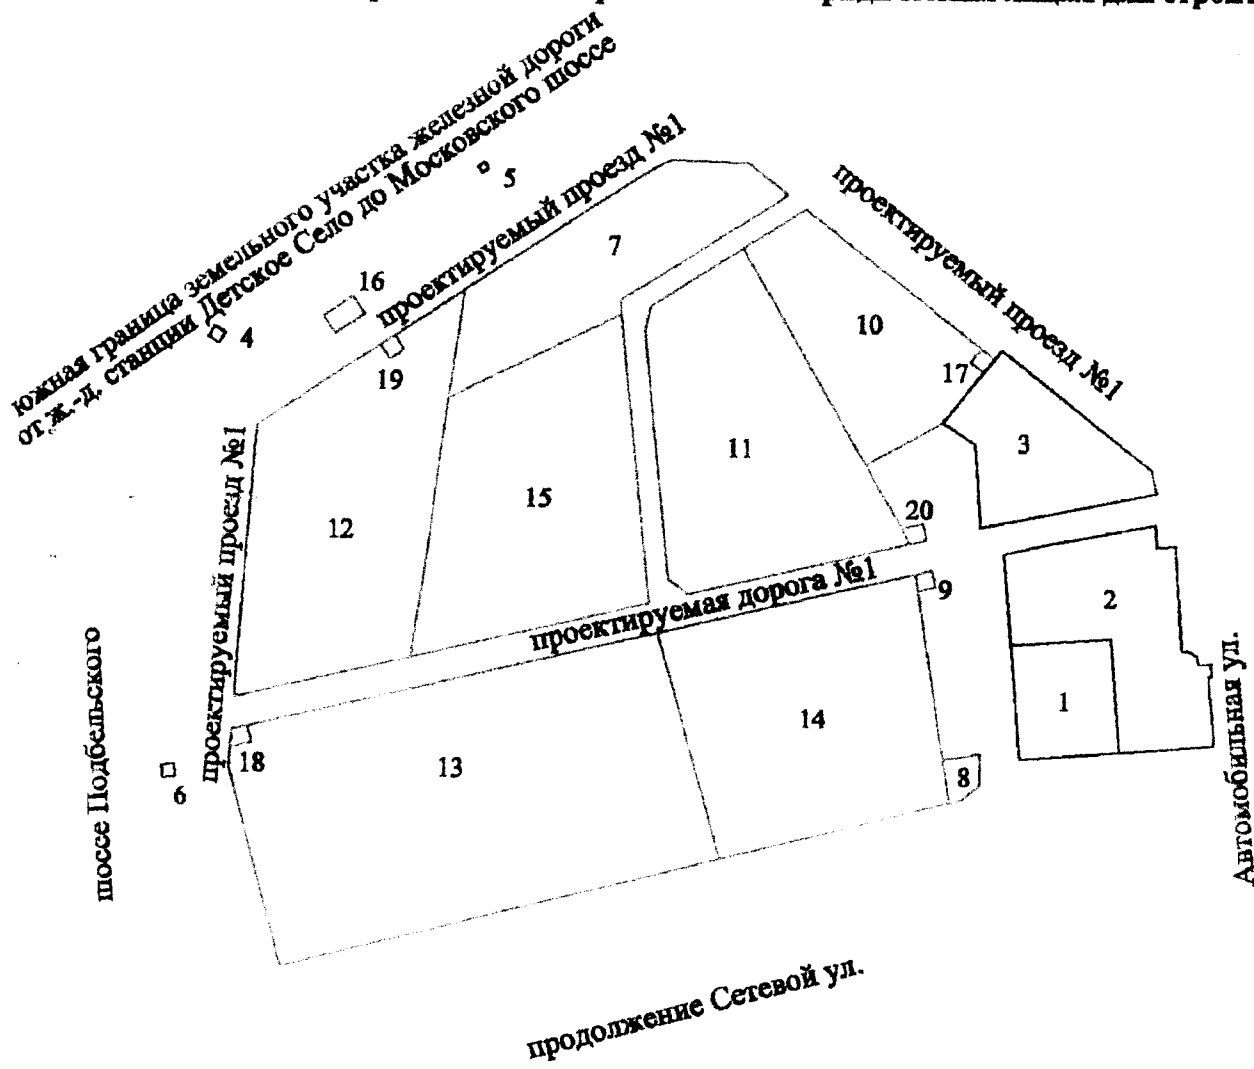 южная граница земельного участка железной дороги
от ж.-д. станции Детское Село до Московского шоссе
5
проектируемый проезд №1
проектируемый проезд №1
7
16
4
19
10
17
3
11
15
12
20
проектируемый проезд №1
проектируемая дорога №1
9
2
1
14
13
18
8
6
шоссе Подбельского
Автомобильная ул.
продолжение Сетевой ул.